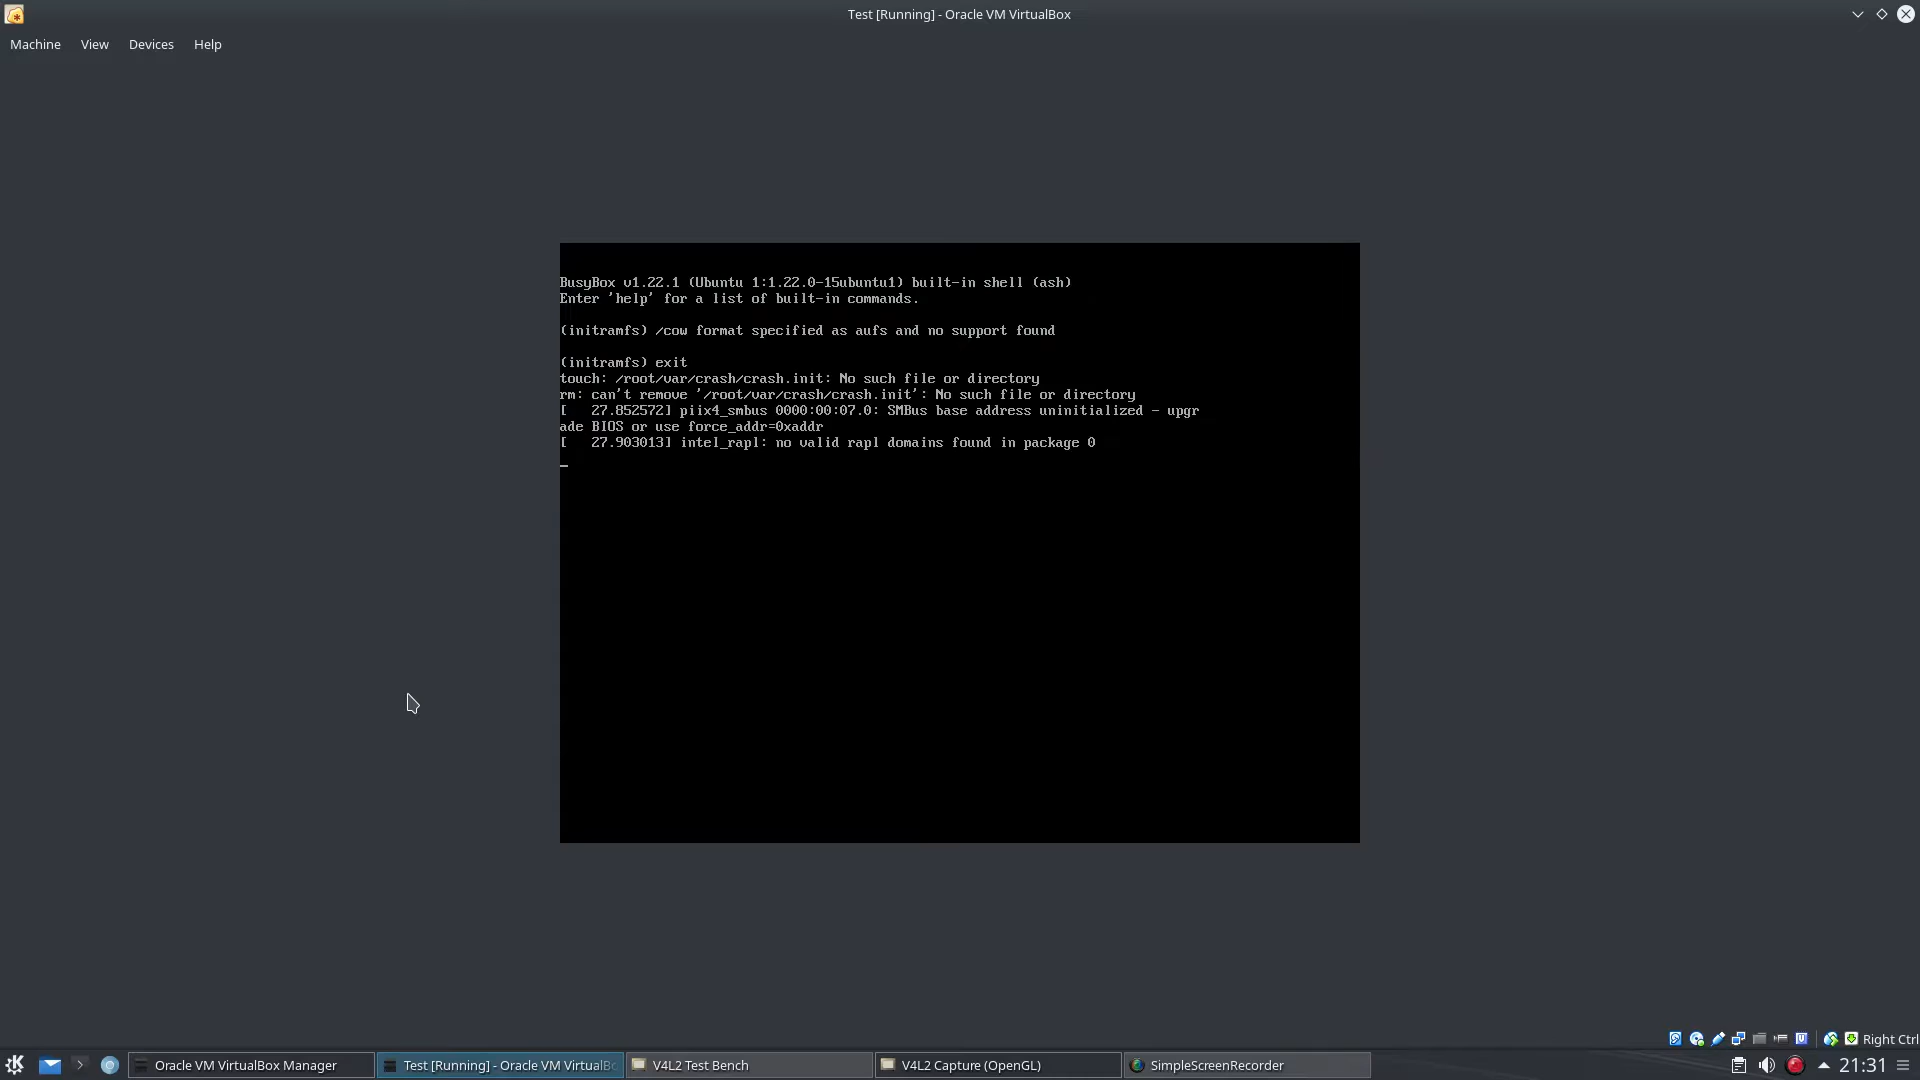 Test [Running] - Oracle VM VirtualBox
Machine View Devices Help
BusyBox v1.22.1 (Ubuntu 1:1.22.0-15ubuntu1) built-in shell (ash)
Enter 'help' for a list of built-in commands.
(initramfs) /cow format specified as aufs and no support found
(initramfs) exit
touch: /root/var/crash/crash.init: No such file or directory
rm: can't remove '/root/var/crash/crash.init': No such file or directory
[   27.852572] piix4_smbus 0000:00:07.0: SMBus base address uninitialized - upgr
ade BIOS or use force_addr=0xaddr
[   27.903013] intel_rapl: no valid rapl domains found in package 0
_
Right Ctrl
Oracle VM VirtualBox Manager Test [Running] - Oracle VM VirtualBo V4L2 Test Bench V4L2 Capture (OpenGL) SimpleScreenRecorder 21:31